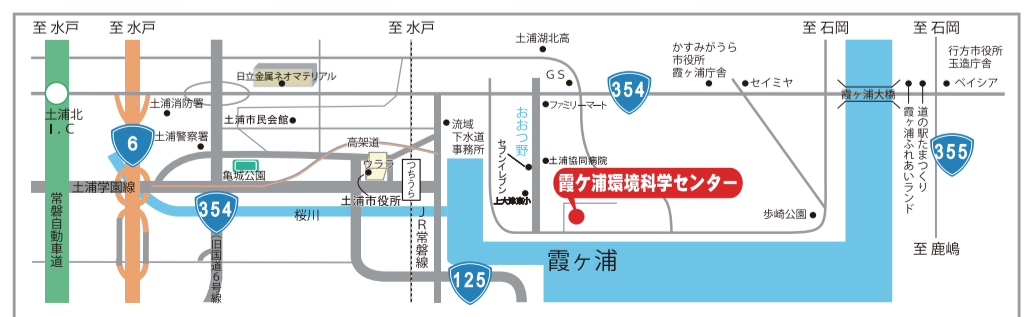 至 水戸
至 水戸
至 水戸
至 石岡
至 石岡
土浦湖北高
かすみがうら
市役所
霞ヶ浦庁舎
行方市役所
玉造庁舎
ＧＳ
日立金属ネオマテリアル
セイミヤ
ベイシア
354
霞ヶ浦大橋
土浦北
I.C
土浦消防署
ファミリーマート
おおつ野
道の駅たまつくり
霞ヶ浦ふれあいランド
土浦市民会館
流域
下水道
事務所
6
土浦警察署
高架道
355
セブンイレブン
土浦協同病院
亀城公園
ウララ
つちうら
霞ケ浦環境科学センター
土浦学園線
上大津東小
土浦市役所
354
桜川
歩崎公園
常磐自動車道
ＪＲ常磐線
(旧国道６号線)
至 鹿嶋
霞ヶ浦
125